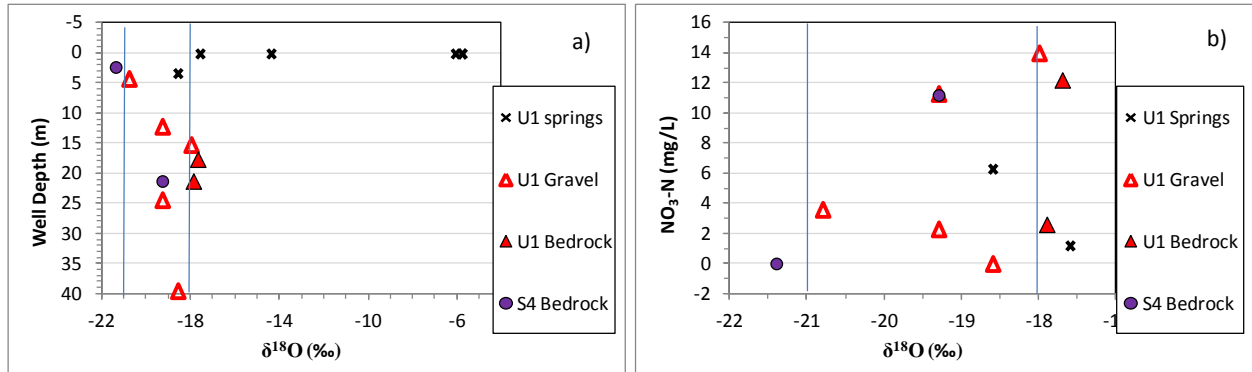 a)
Well Depth (m)
-5
0
5
10
15
20
25
30
35
40
-22
-18
-14
-10
-6
δ¹⁸O (‰)
U1 springs
U1 Gravel
U1 Bedrock
S4 Bedrock
b)
NO₃-N (mg/L)
16
14
12
10
8
6
4
2
0
-2
-22
-21
-20
-19
-18
δ¹⁸O (‰)
U1 Springs
U1 Gravel
U1 Bedrock
S4 Bedrock